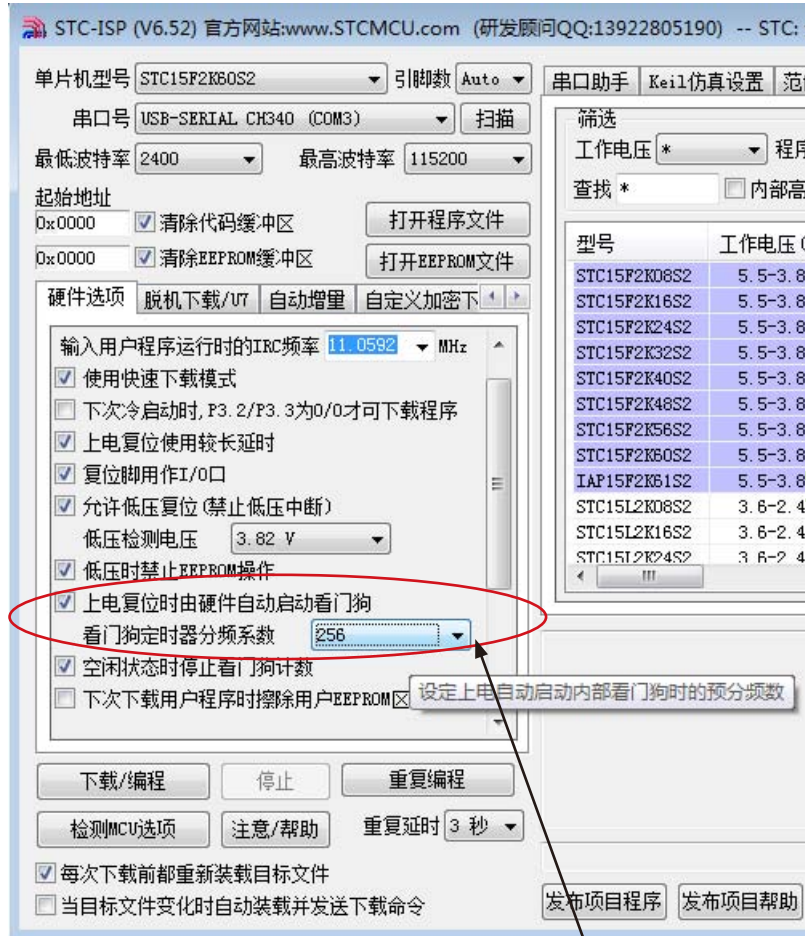 STC-ISP (V6.52) 官方网站:www.STCMCU.com (研发顾问QQ:13922805190) -- STC:
单片机型号 STC15F2K60S2 引脚数 Auto
串口号 USB-SERIAL CH340 (COM3) 扫描
最低波特率 2400 最高波特率 115200
起始地址
0x0000 清除代码缓冲区 打开程序文件
0x0000 清除EEPROM缓冲区 打开EEPROM文件
硬件选项 脱机下载/U7 自动增量 自定义加密下
输入用户程序运行时的IRC频率 11.0592 MHz
使用快速下载模式
下次冷启动时,P3.2/P3.3为0/0才可下载程序
上电复位使用较长延时
复位脚用作I/O口
允许低压复位(禁止低压中断)
低压检测电压 3.82 V
低压时禁止EEPROM操作
上电复位时由硬件自动启动看门狗
看门狗定时器分频系数 256
空闲状态时停止看门狗计数
下次下载用户程序时擦除用户EEPROM区
设定上电自动启动内部看门狗时的预分频数
下载/编程 停止 重复编程
检测MCU选项 注意/帮助 重复延时 3 秒
每次下载前都重新装载目标文件
当目标文件变化时自动装载并发送下载命令
串口助手 Keil仿真设置
筛选
工作电压 * 程序
查找 * 内部高
型号 工作电压(
STC15F2K08S2 5.5-3.8
STC15F2K16S2 5.5-3.8
STC15F2K24S2 5.5-3.8
STC15F2K32S2 5.5-3.8
STC15F2K40S2 5.5-3.8
STC15F2K48S2 5.5-3.8
STC15F2K56S2 5.5-3.8
STC15F2K60S2 5.5-3.8
IAP15F2K61S2 5.5-3.8
STC15L2K08S2 3.6-2.4
STC15L2K16S2 3.6-2.4
STC15L2K24S2 3.6-2.4
发布项目程序 发布项目帮助